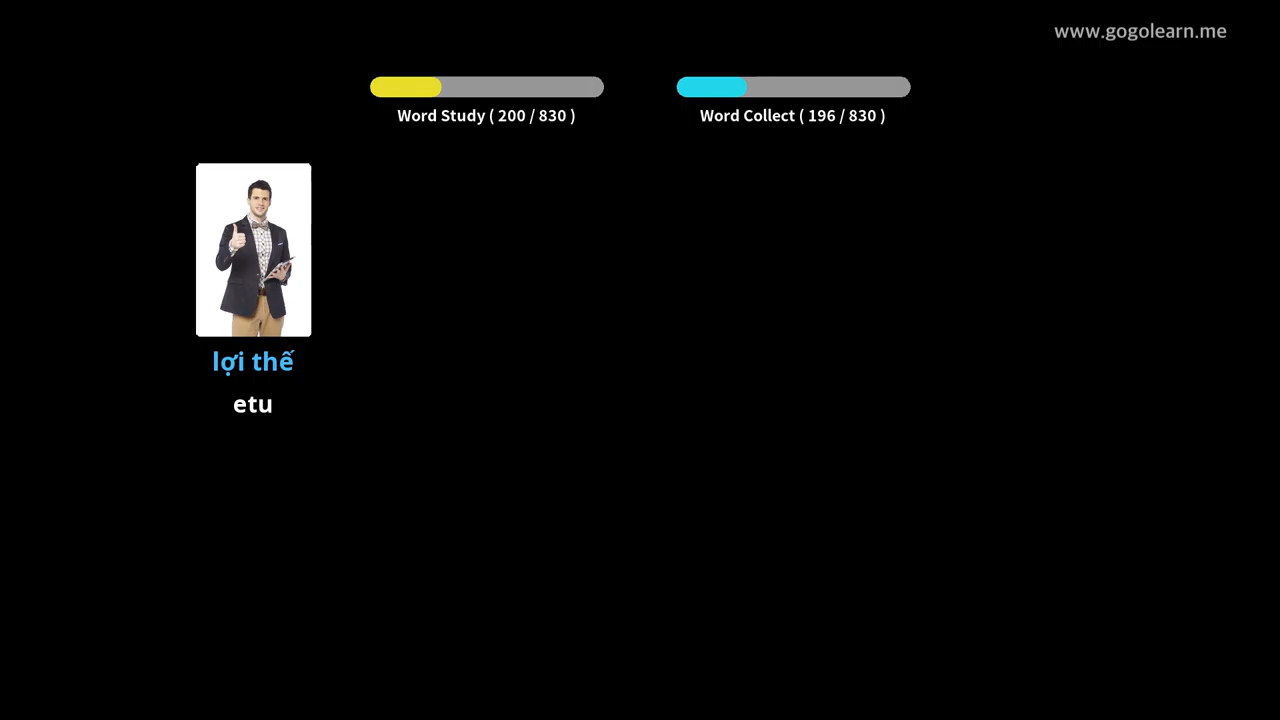 www.gogolearn.me
Word Study ( 200 / 830 )
Word Collect ( 196 / 830 )
lợi thế
etu